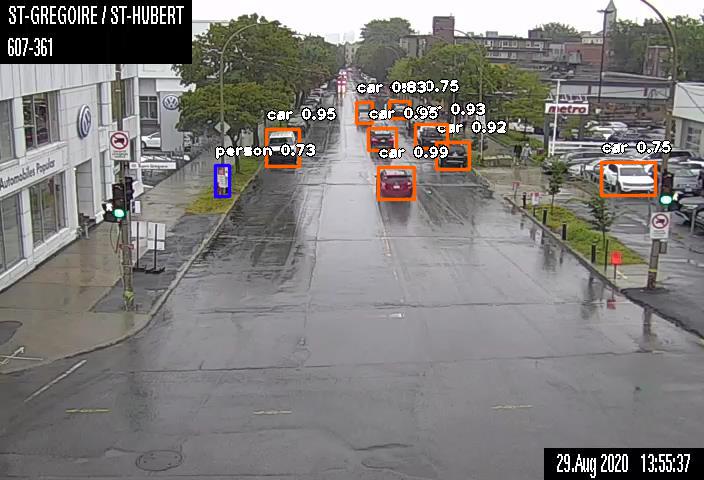 ST-GREGOIRE / ST-HUBERT
607-361
car 0.83
0.75
car 0.95
car 0.95
0.93
car 0.92
person 0.73
car 0.99
car 0.75
metro
Automobiles Popular
29.Aug 2020 13:55:37